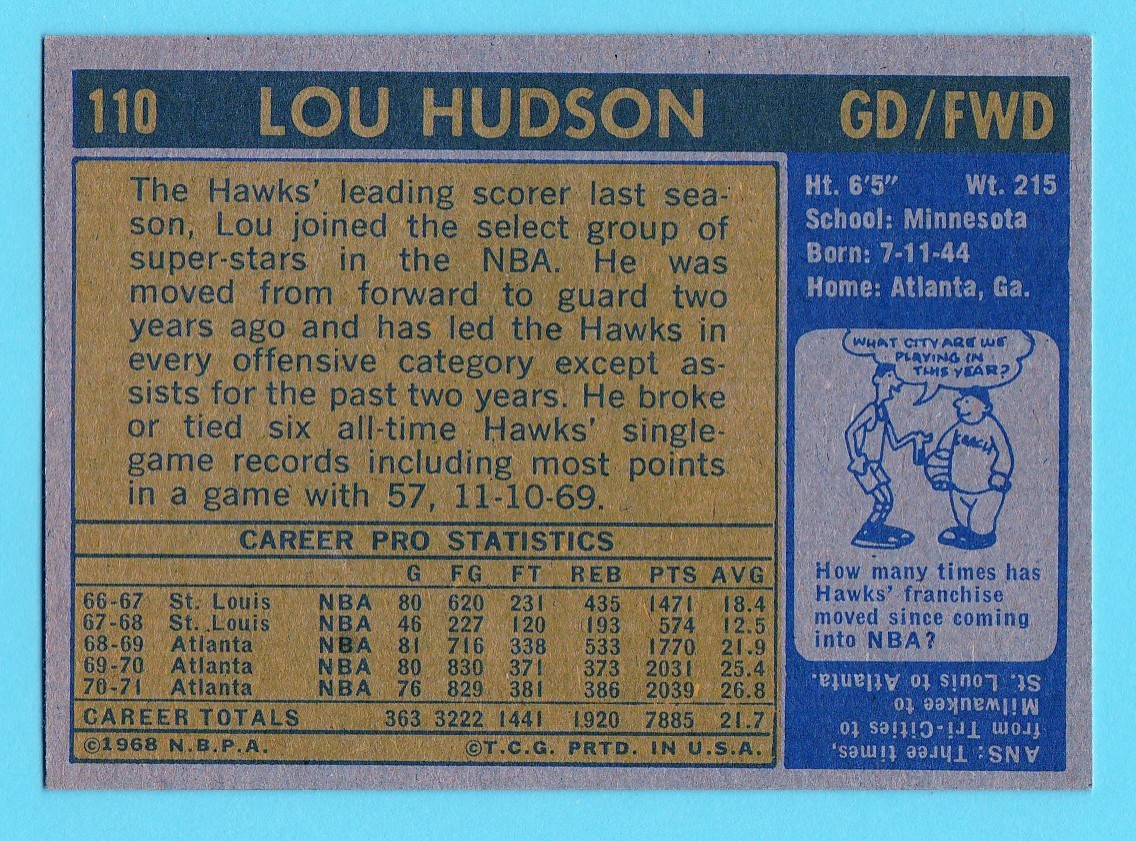 110 LOU HUDSON GD/FWD
The Hawks' leading scorer last sea-
son, Lou joined the select group of
super-stars in the NBA. He was
moved from forward to guard two
years ago and has led the Hawks in
every offensive category except as-
sists for the past two years. He broke
or tied six all-time Hawks' single-
game records including most points
in a game with 57, 11-10-69.
CAREER PRO STATISTICS
G FG FT REB PTS AVG
66-67 St. Louis NBA 80 620 231 435 1471 18.4
67-68 St. Louis NBA 46 227 120 193 574 12.5
68-69 Atlanta NBA 81 716 338 533 1770 21.9
69-70 Atlanta NBA 80 830 371 373 2031 25.4
70-71 Atlanta NBA 76 829 381 386 2039 26.8
CAREER TOTALS 363 3222 1441 1920 7885 21.7
©1968 N.B.P.A. ©T.C.G. PRTD. IN U.S.A.
Ht. 6'5" Wt. 215
School: Minnesota
Born: 7-11-44
Home: Atlanta, Ga.
WHAT CITY ARE WE
PLAYING IN
THIS YEAR?
COACH
How many times has
Hawks' franchise
moved since coming
into NBA?
ANS: Three times,
from Tri-Cities to
Milwaukee to
St. Louis to Atlanta.